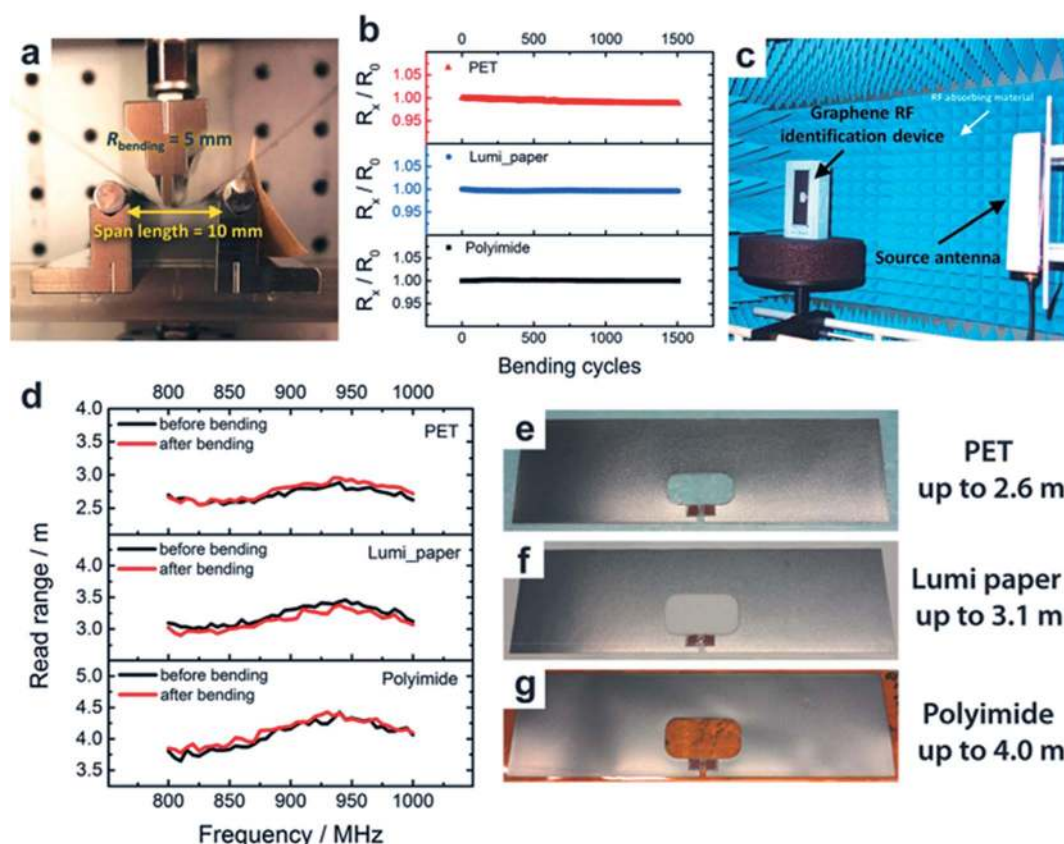 a
R_bending = 5 mm
Span length = 10 mm
b
0 500 1000 1500
R_x / R_0
1.05
1.00
0.95
PET
R_x / R_0
1.05
1.00
0.95
Lumi_paper
R_x / R_0
1.05
1.00
0.95
Polyimide
0 500 1000 1500
Bending cycles
c
RF absorbing material
Graphene RF
identification device
Source antenna
d
800 850 900 950 1000
Read range / m
4.0
3.5
3.0
2.5
before bending
after bending
PET
4.0
3.5
3.0
before bending
after bending
Lumi_paper
5.0
4.5
4.0
3.5
before bending
after bending
Polyimide
800 850 900 950 1000
Frequency / MHz
e
PET
up to 2.6 m
f
Lumi paper
up to 3.1 m
g
Polyimide
up to 4.0 m